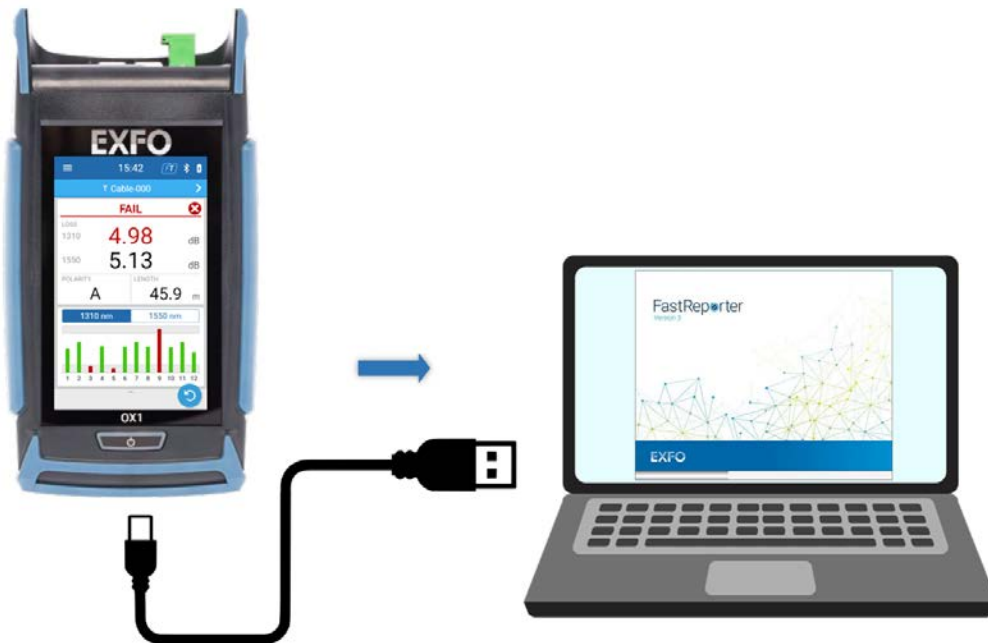 EXFO
15:42
Cable-000
FAIL
LOSS
1310 4.98 dB
1550 5.13 dB
POLARITY LENGTH
A 45.9 m
1310 nm 1550 nm
1 2 3 4 5 6 7 8 9 10 11 12
OX1
FastReporter
Version 3
EXFO